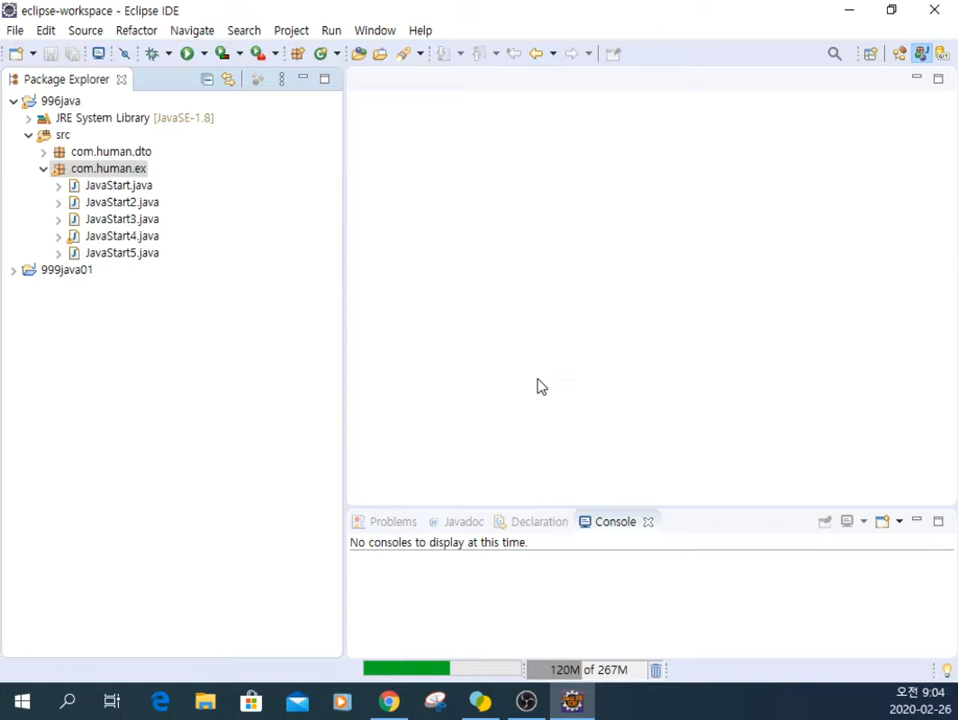 eclipse-workspace - Eclipse IDE
File Edit Source Refactor Navigate Search Project Run Window Help
Package Explorer
996java
JRE System Library [JavaSE-1.8]
src
com.human.dto
com.human.ex
JavaStart.java
JavaStart2.java
JavaStart3.java
JavaStart4.java
JavaStart5.java
999java01
Problems @ Javadoc Declaration Console
No consoles to display at this time.
120M of 267M
오전 9:04
2020-02-26